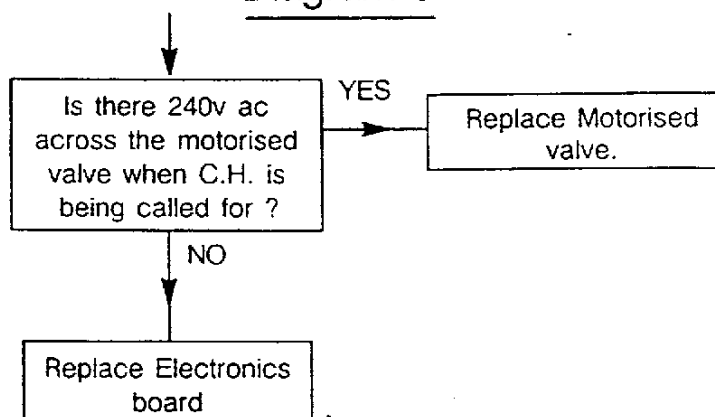 Is there 240v ac
across the motorised
valve when C.H. is
being called for ?
YES
Replace Motorised
valve.
NO
Replace Electronics
board